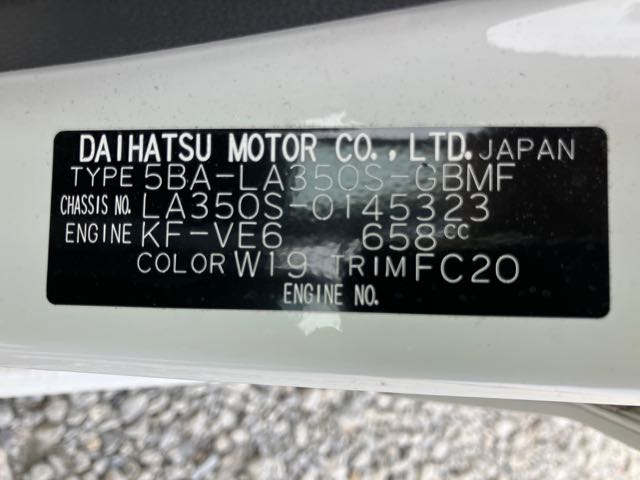 DAIHATSU MOTOR CO., LTD. JAPAN
TYPE 5BA-LA350S-GBMF
CHASSIS NO. LA350S-0145323
ENGINE KF-VE6 658cc
COLOR W19 TRIM FC20
ENGINE NO.